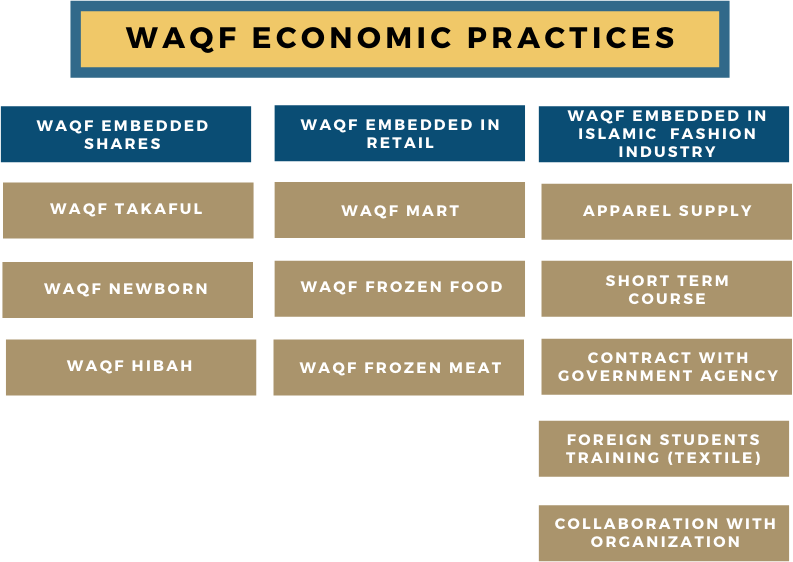 WAQF ECONOMIC PRACTICES
WAQF EMBEDDED
SHARES
WAQF TAKAFUL
WAQF NEWBORN
WAQF HIBAH
WAQF EMBEDDED IN
RETAIL
WAQF MART
WAQF FROZEN FOOD
WAQF FROZEN MEAT
WAQF EMBEDDED IN
ISLAMIC FASHION
INDUSTRY
APPAREL SUPPLY
SHORT TERM
COURSE
CONTRACT WITH
GOVERNMENT AGENCY
FOREIGN STUDENTS
TRAINING (TEXTILE)
COLLABORATION WITH
ORGANIZATION